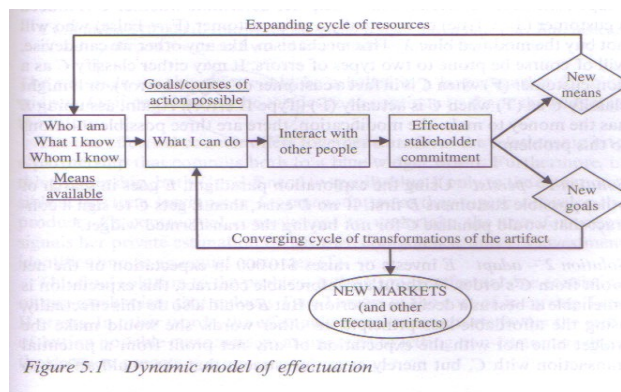 Expanding cycle of resources
Goals/courses of
action possible
New
Who I am
What I know
Whom I know
What I can do
Interact with
other people
Effectual
stakeholder
commitment
Means
available
New
goals
Converging cycle of transformations of the artifact
NEW MARKETS
(and other
effectual artifacts)
Figure 5.1 Dynamic model of effectuation